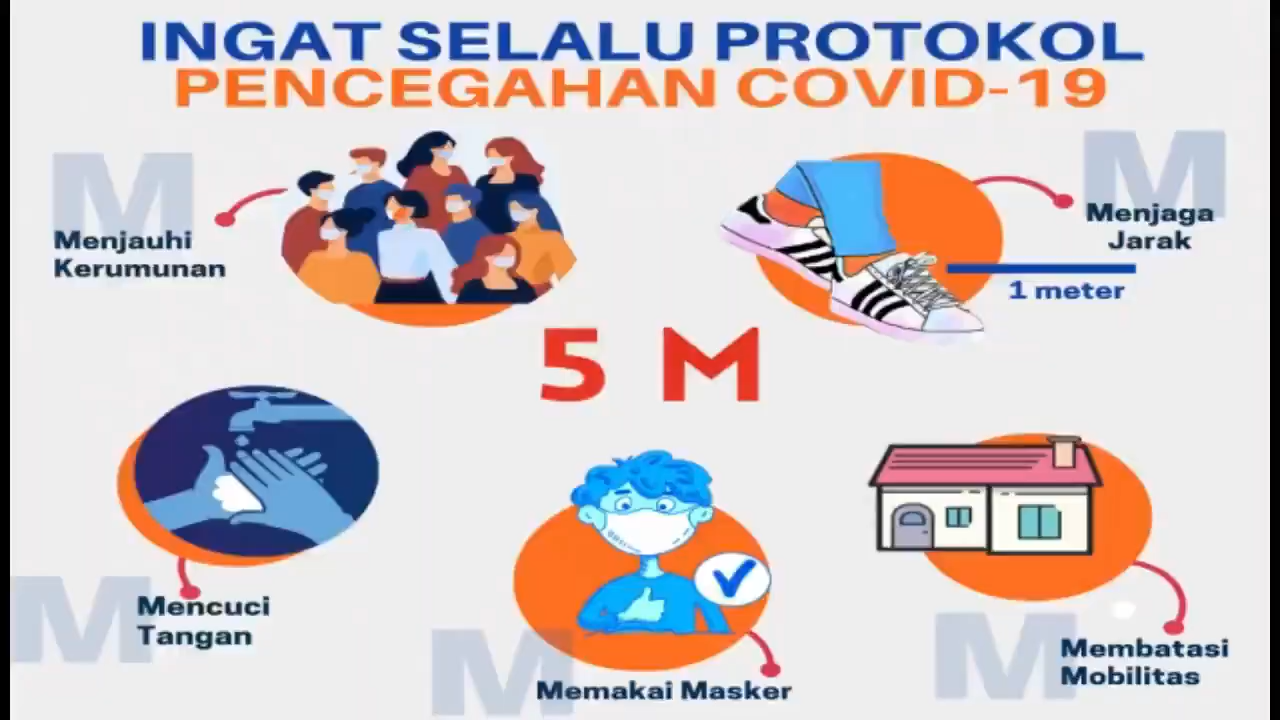 INGAT SELALU PROTOKOL
PENCEGAHAN COVID-19
M
Menjauhi
Kerumunan
M
Menjaga
Jarak
1 meter
5 M
M
Mencuci
Tangan
M
Memakai Masker
M
Membatasi
Mobilitas